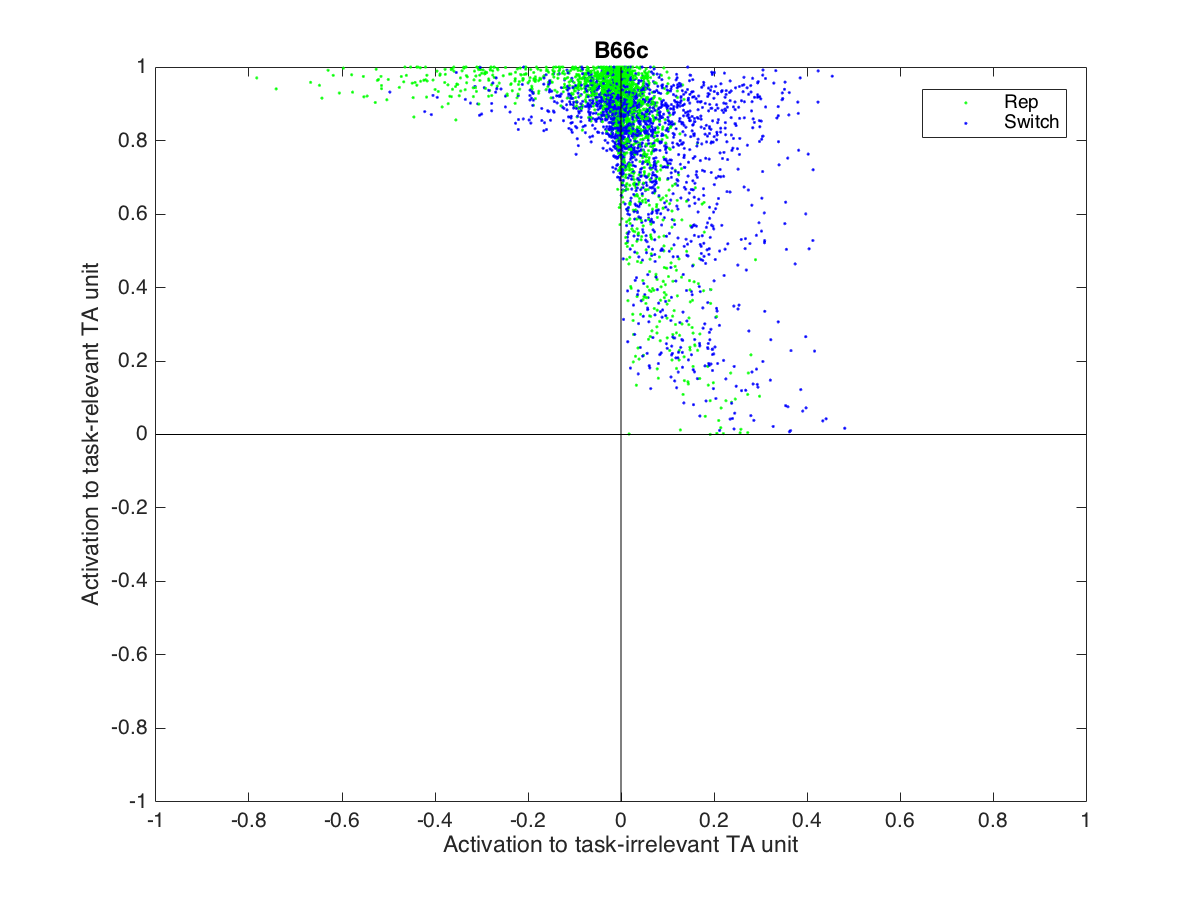 B66c
Rep
Switch
Activation to task-relevant TA unit
1
0.8
0.6
0.4
0.2
0
-0.2
-0.4
-0.6
-0.8
-1
-1 -0.8 -0.6 -0.4 -0.2 0 0.2 0.4 0.6 0.8 1
Activation to task-irrelevant TA unit